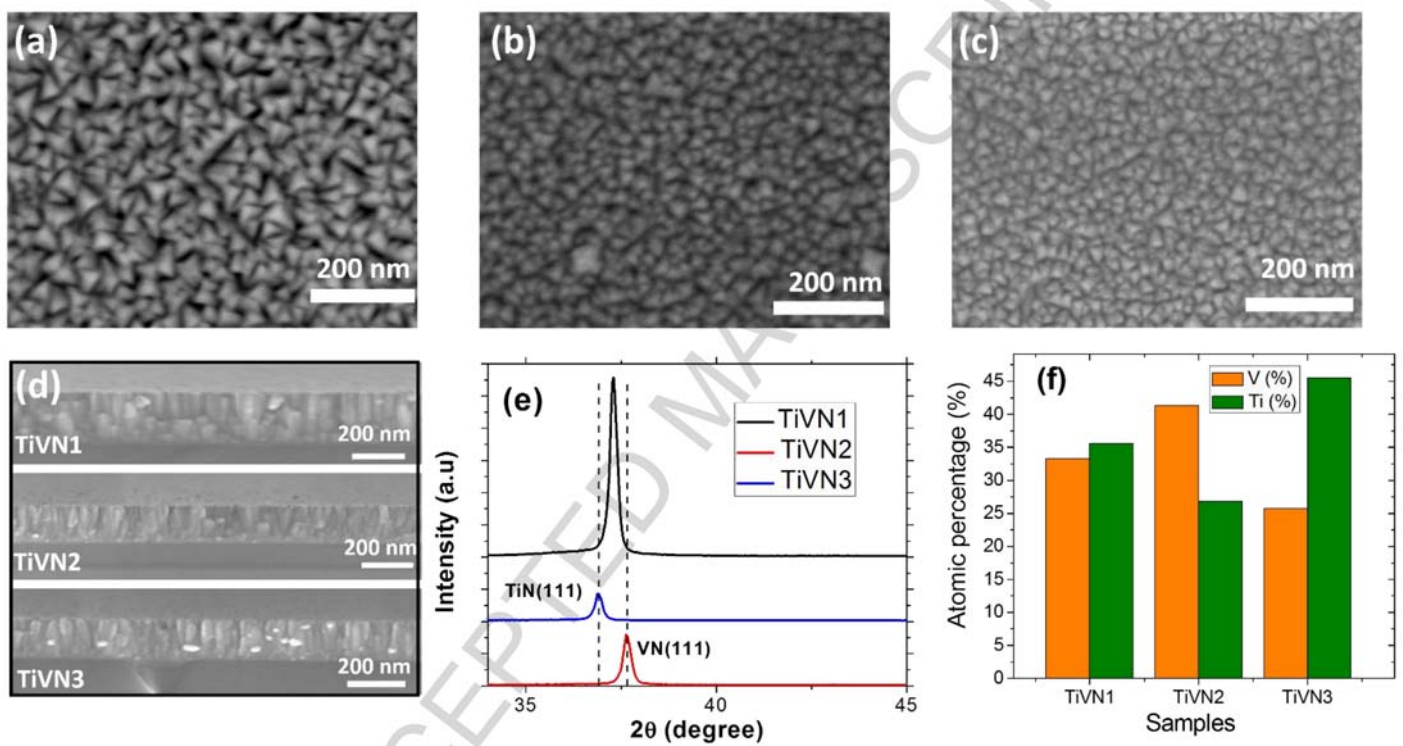 (a)
200 nm
(b)
200 nm
(c)
200 nm
(d)
TiVN1
200 nm
TiVN2
200 nm
TiVN3
200 nm
(e)
TiVN1
TiVN2
TiVN3
TiN(111)
VN(111)
Intensity (a.u)
35
40
45
2θ (degree)
(f)
V (%)
Ti (%)
Atomic percentage (%)
45
40
35
30
25
20
15
10
5
0
TiVN1
TiVN2
TiVN3
Samples